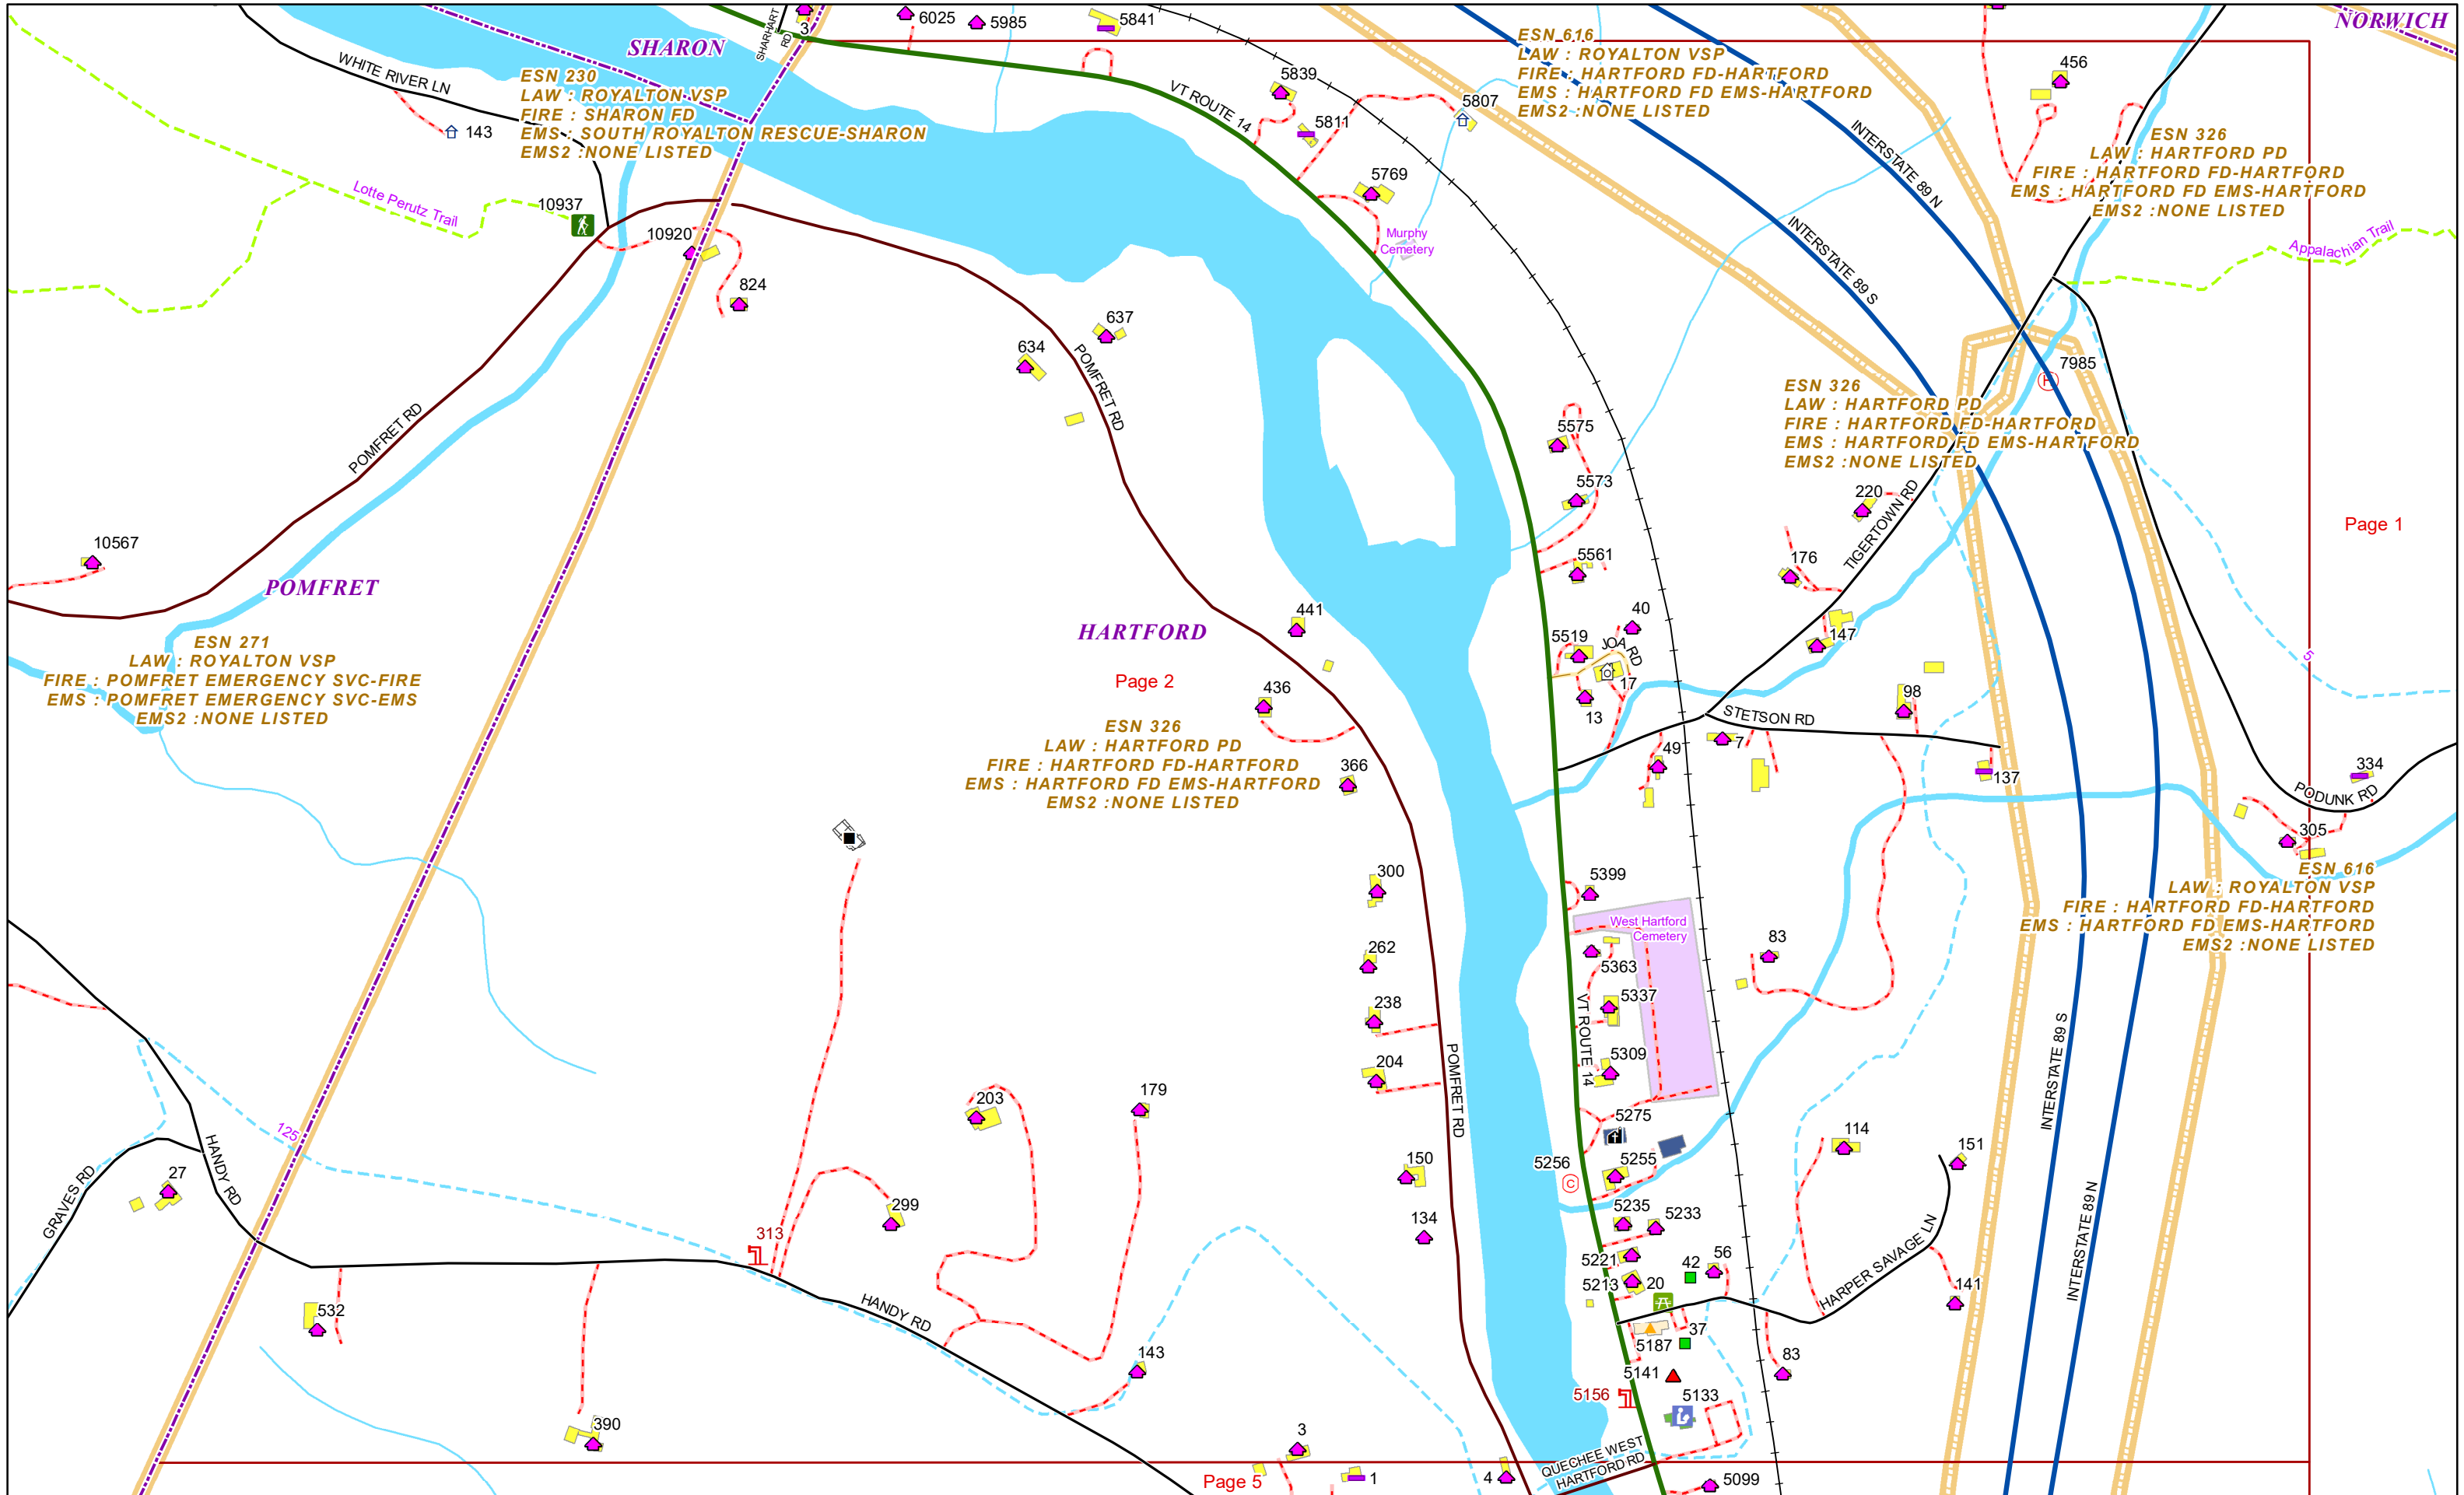 SHARON
NORWICH
SHARHART
RD
3
6025
5985
5841
ESN 616
LAW : ROYALTON VSP
FIRE : HARTFORD FD-HARTFORD
EMS : HARTFORD FD EMS-HARTFORD
EMS2 :NONE LISTED
WHITE RIVER LN
143
ESN 230
LAW : ROYALTON VSP
FIRE : SHARON FD
EMS : SOUTH ROYALTON RESCUE-SHARON
EMS2 :NONE LISTED
VT ROUTE 14
5839
5811
5807
5769
Murphy
Cemetery
INTERSTATE 89 N
INTERSTATE 89 S
456
ESN 326
LAW : HARTFORD PD
FIRE : HARTFORD FD-HARTFORD
EMS : HARTFORD FD EMS-HARTFORD
EMS2 :NONE LISTED
Appalachian Trail
Lotte Perutz Trail
10937
10920
824
637
634
POMFRET RD
POMFRET RD
7985
H
ESN 326
LAW : HARTFORD PD
FIRE : HARTFORD FD-HARTFORD
EMS : HARTFORD FD EMS-HARTFORD
EMS2 :NONE LISTED
5575
5573
5561
220
TIGERTOWN RD
176
147
Page 1
10567
POMFRET
HARTFORD
441
40
5519
JOA RD
17
13
5
ESN 271
LAW : ROYALTON VSP
FIRE : POMFRET EMERGENCY SVC-FIRE
EMS : POMFRET EMERGENCY SVC-EMS
EMS2 :NONE LISTED
Page 2
436
ESN 326
LAW : HARTFORD PD
FIRE : HARTFORD FD-HARTFORD
EMS : HARTFORD FD EMS-HARTFORD
EMS2 :NONE LISTED
366
98
STETSON RD
7
49
137
334
PODUNK RD
305
ESN 616
LAW : ROYALTON VSP
FIRE : HARTFORD FD-HARTFORD
EMS : HARTFORD FD EMS-HARTFORD
EMS2 :NONE LISTED
300
262
238
204
5399
West Hartford
Cemetery
5363
5337
VT ROUTE 14
5309
83
POMFRET RD
INTERSTATE 89 S
INTERSTATE 89 N
203
179
125
HANDY RD
GRAVES RD
27
150
134
5275
5256
C
5255
5235
5233
5221
5213
20
42
56
114
151
HARPER SAVAGE LN
141
299
313
HANDY RD
532
143
390
5187
37
5141
83
5156
5133
3
1
4
Page 5
QUECHEE WEST
HARTFORD RD
5099